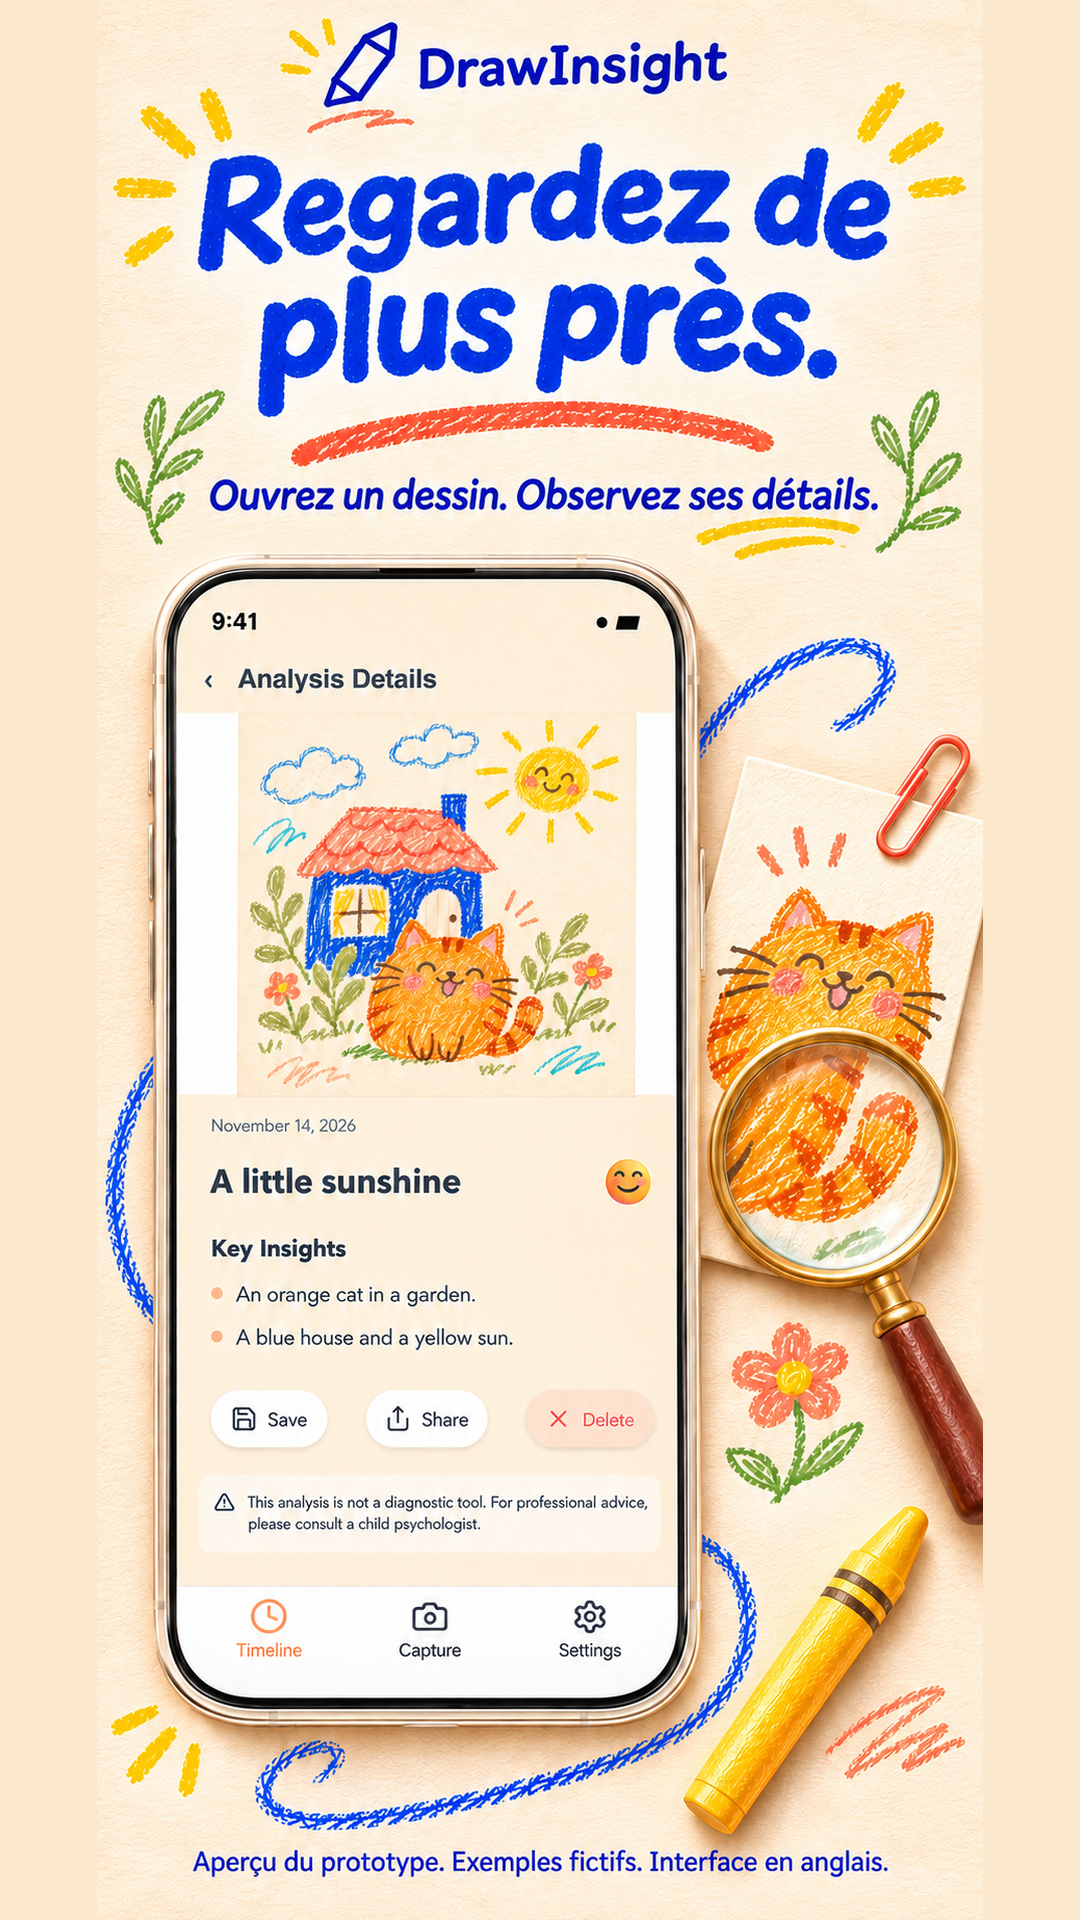 DrawInsight
Regardez de
plus près.
Ouvrez un dessin. Observez ses détails.
9:41
‹ Analysis Details
November 14, 2026
A little sunshine
Key Insights
An orange cat in a garden.
A blue house and a yellow sun.
Save Share Delete
This analysis is not a diagnostic tool. For professional advice,
please consult a child psychologist.
Timeline Capture Settings
Aperçu du prototype. Exemples fictifs. Interface en anglais.